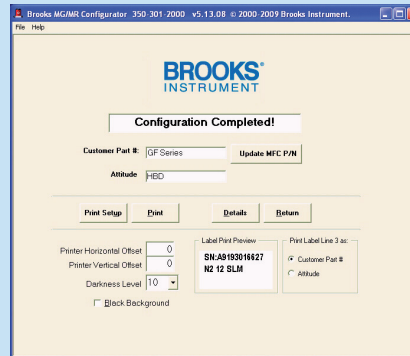 Brooks MG/MR Configurator 350-301-2000 v5.13.08 © 2000-2009 Brooks Instrument.
File Help
BROOKS®
INSTRUMENT
Configuration Completed!
Customer Part #: GF Series Update MFC P/N
Attitude HBD
Print Setup Print Details Return
Printer Horizontal Offset 0
Printer Vertical Offset 0
Darkness Level 10
Black Background
Label Print Preview
SN:A9193016627
N2 12 SLM
Print Label Line 3 as:
Customer Part #
Attitude